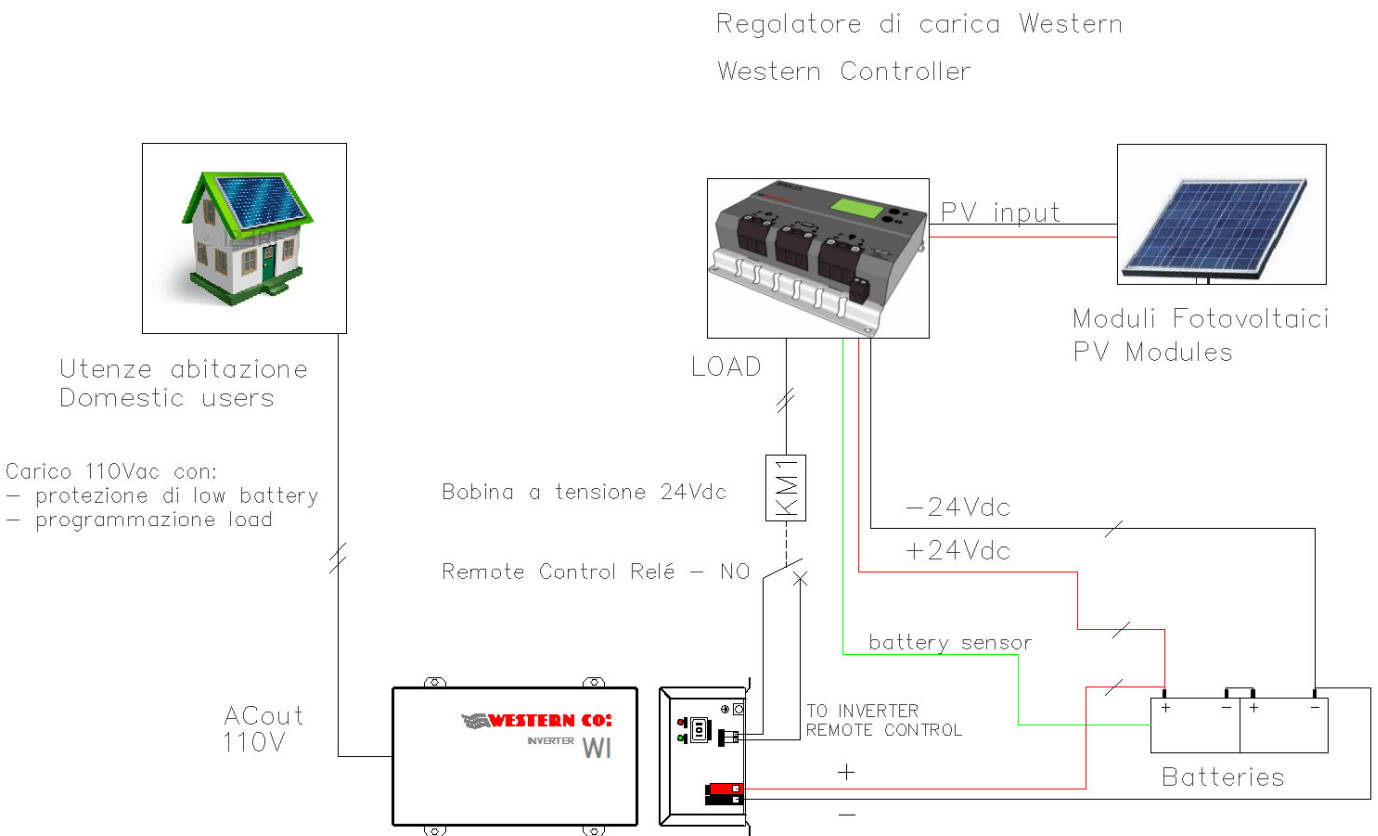 Regolatore di carica Western
Western Controller
PV input
Moduli Fotovoltaici
PV Modules
Utenze abitazione
Domestic users
LOAD
Carico 110Vac con:
– protezione di low battery
– programmazione load
Bobina a tensione 24Vdc
KM1
–24Vdc
+24Vdc
Remote Control Relé – NO
battery sensor
ACout
110V
WESTERN CO:
INVERTER WI
TO INVERTER
REMOTE CONTROL
+ – + –
Batteries
+
–